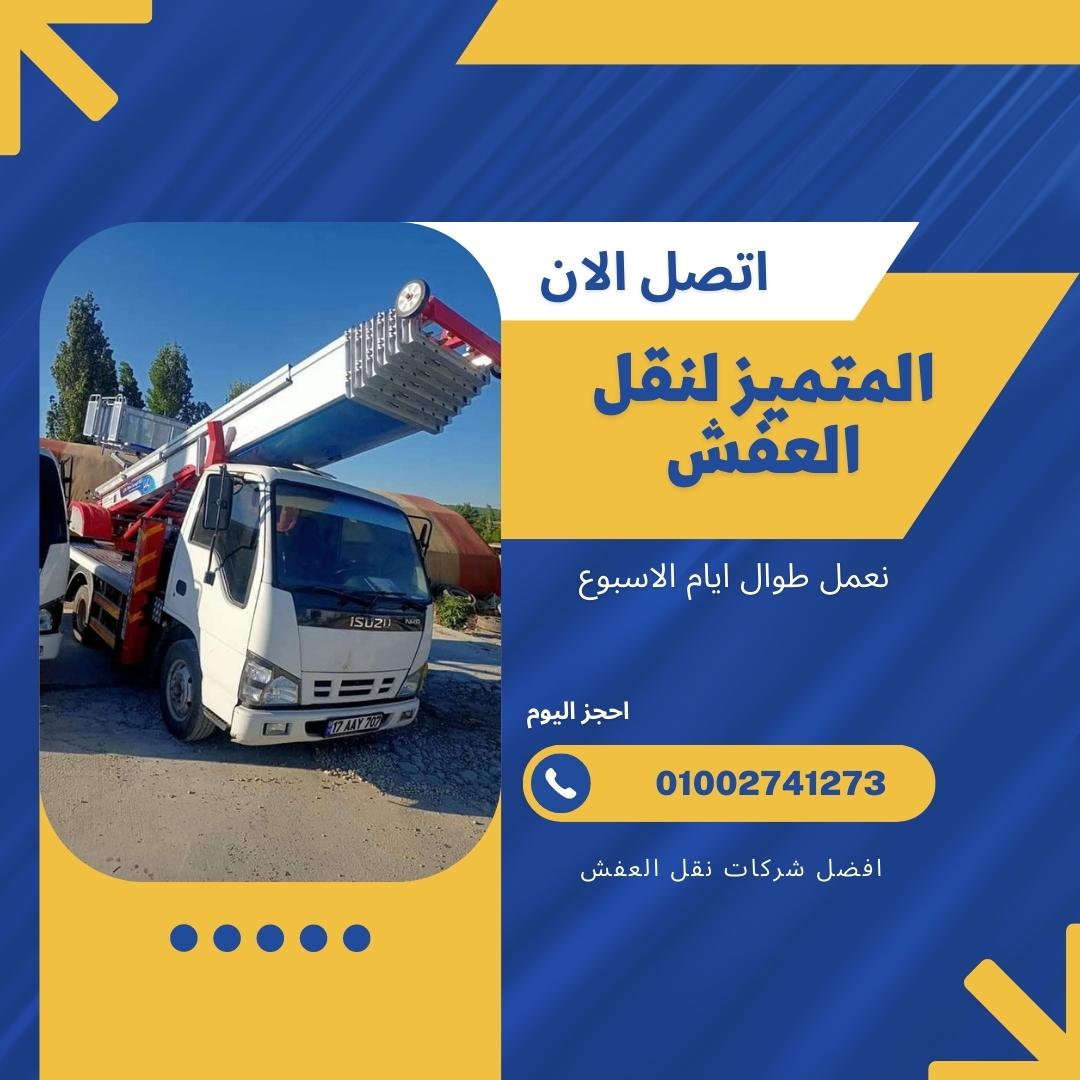 اتصل الان
المتميز لنقل
العفش
نعمل طوال ايام الاسبوع
احجز اليوم
01002741273
افضل شركات نقل العفش
ISUZU NKR
17 AAY 707